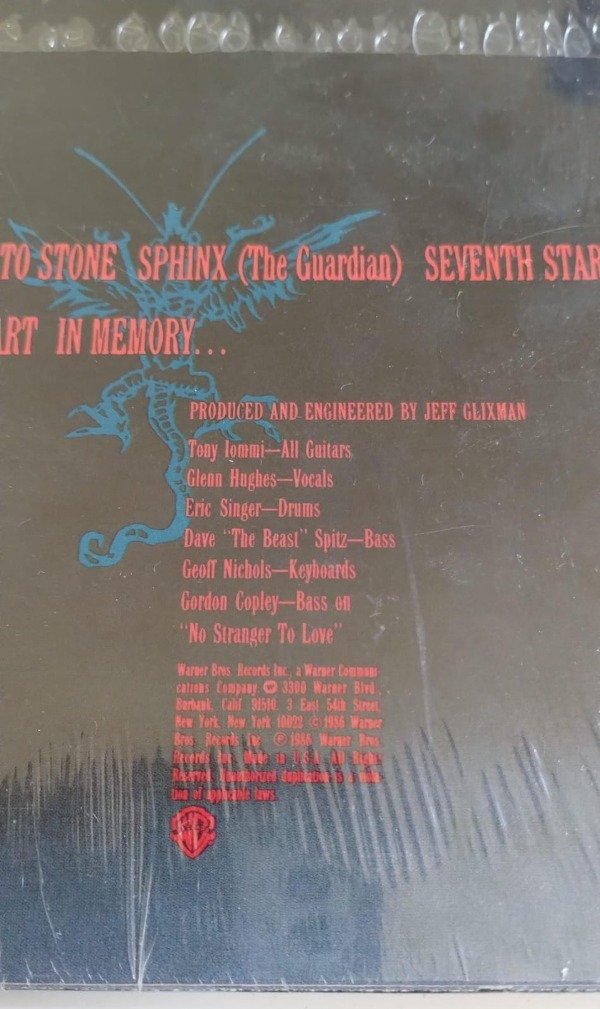 TO STONE SPHINX (The Guardian) SEVENTH STAR
ART IN MEMORY...
PRODUCED AND ENGINEERED BY JEFF GLIXMAN
Tony Iommi—All Guitars
Glenn Hughes—Vocals
Eric Singer—Drums
Dave "The Beast" Spitz—Bass
Geoff Nichols—Keyboards
Gordon Copley—Bass on
"No Stranger To Love"
Warner Bros. Records Inc., a Warner Communi
cations Company. 3300 Warner Blvd.,
Burbank, Calif. 91510. 3 East 54th Street,
New York, New York 10022 © 1986 Warner
Bros. Records Inc. ℗ 1986 Warner Bros.
Records Inc. Made in U.S.A. All Rights
Reserved. Unauthorized duplication is a viola-
tion of applicable laws.